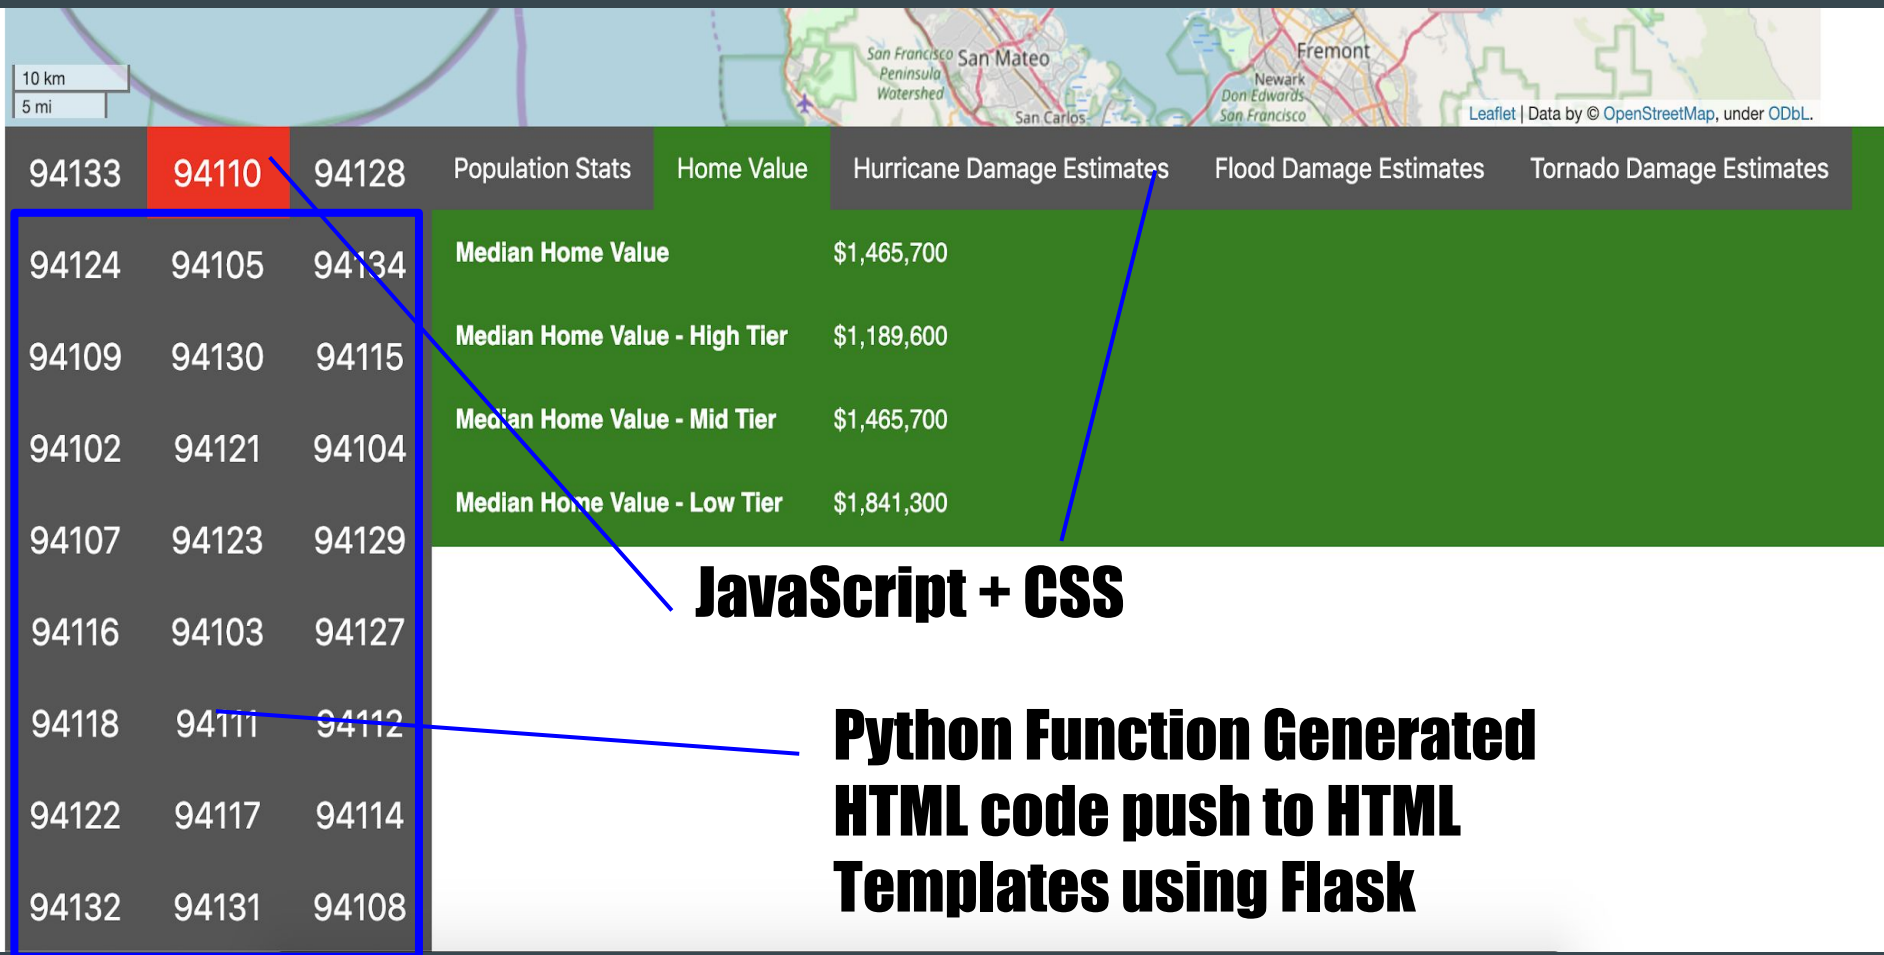 San Francisco
Peninsula
Watershed
San Mateo
San Carlos
Fremont
Newark
Don Edwards
San Francisco
10 km
5 mi
Leaflet | Data by © OpenStreetMap, under ODbL.
94133 94110 94128
Population Stats Home Value Hurricane Damage Estimates Flood Damage Estimates Tornado Damage Estimates
94124 94105 94134
94109 94130 94115
94102 94121 94104
94107 94123 94129
94116 94103 94127
94118 94111 94112
94122 94117 94114
94132 94131 94108
Median Home Value $1,465,700
Median Home Value - High Tier $1,189,600
Median Home Value - Mid Tier $1,465,700
Median Home Value - Low Tier $1,841,300
JavaScript + CSS
Python Function Generated
HTML code push to HTML
Templates using Flask